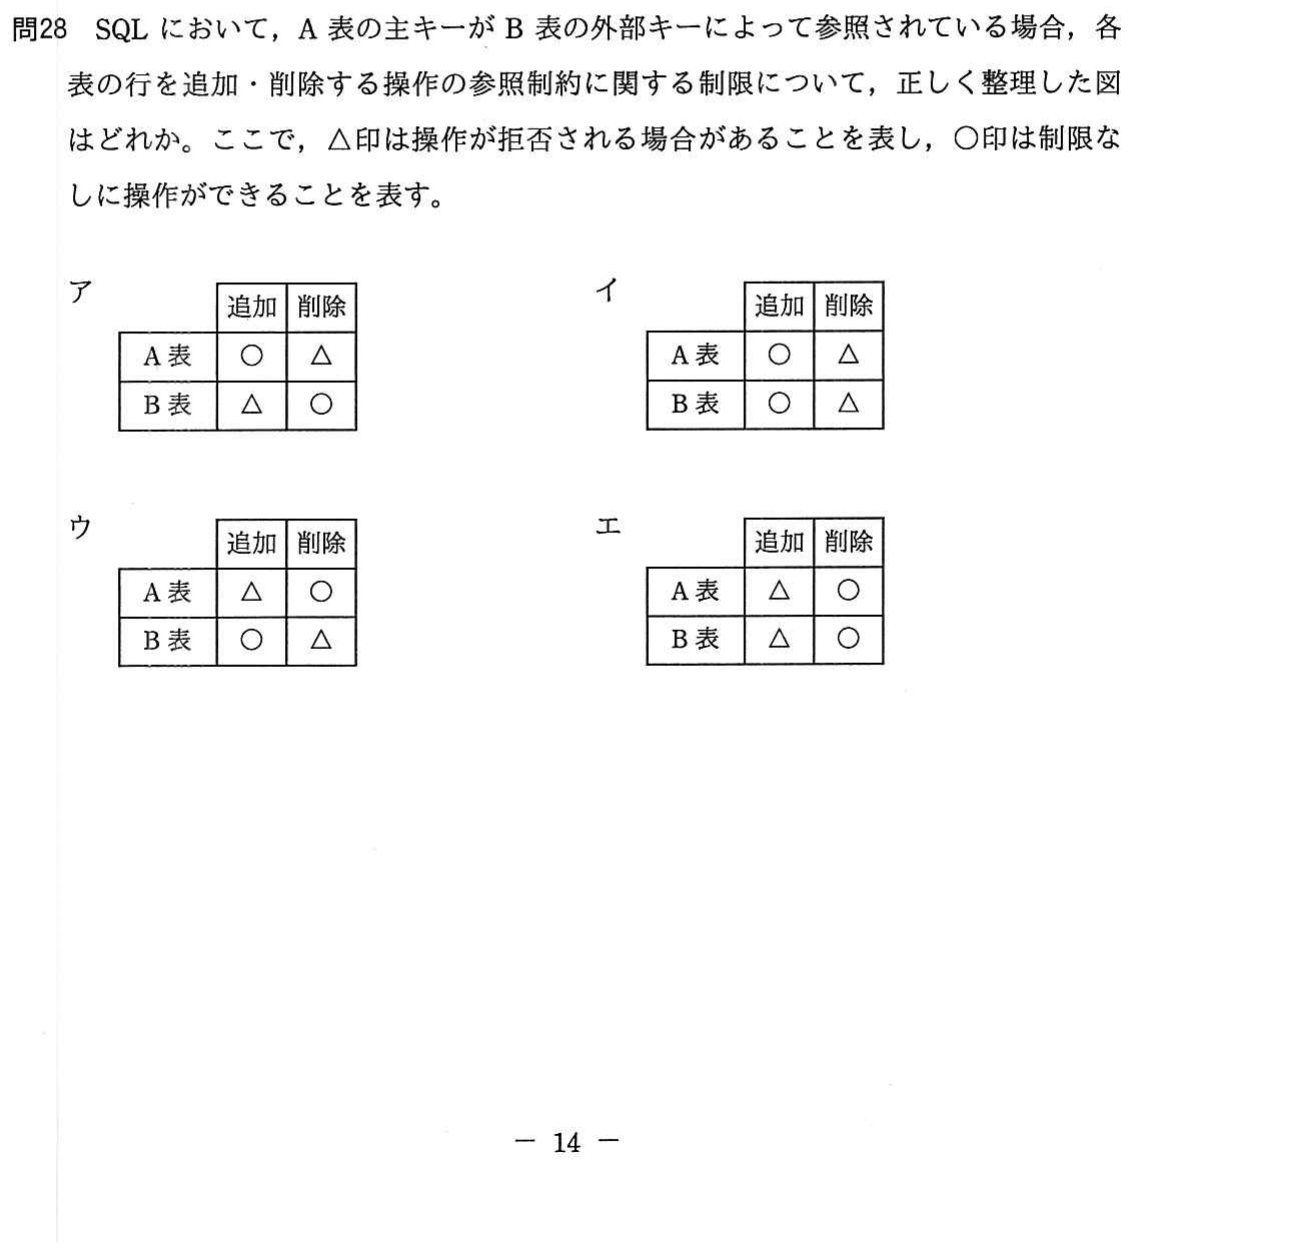 問28 SQL において，A 表の主キーが B 表の外部キーによって参照されている場合，各
表の行を追加・削除する操作の参照制約に関する制限について，正しく整理した図
はどれか。ここで，△印は操作が拒否される場合があることを表し，○印は制限な
しに操作ができることを表す。
ア
追加 削除
A 表 ○ △
B 表 △ ○
イ
追加 削除
A 表 ○ △
B 表 ○ △
ウ
追加 削除
A 表 △ ○
B 表 ○ △
エ
追加 削除
A 表 △ ○
B 表 △ ○
－ 14 －